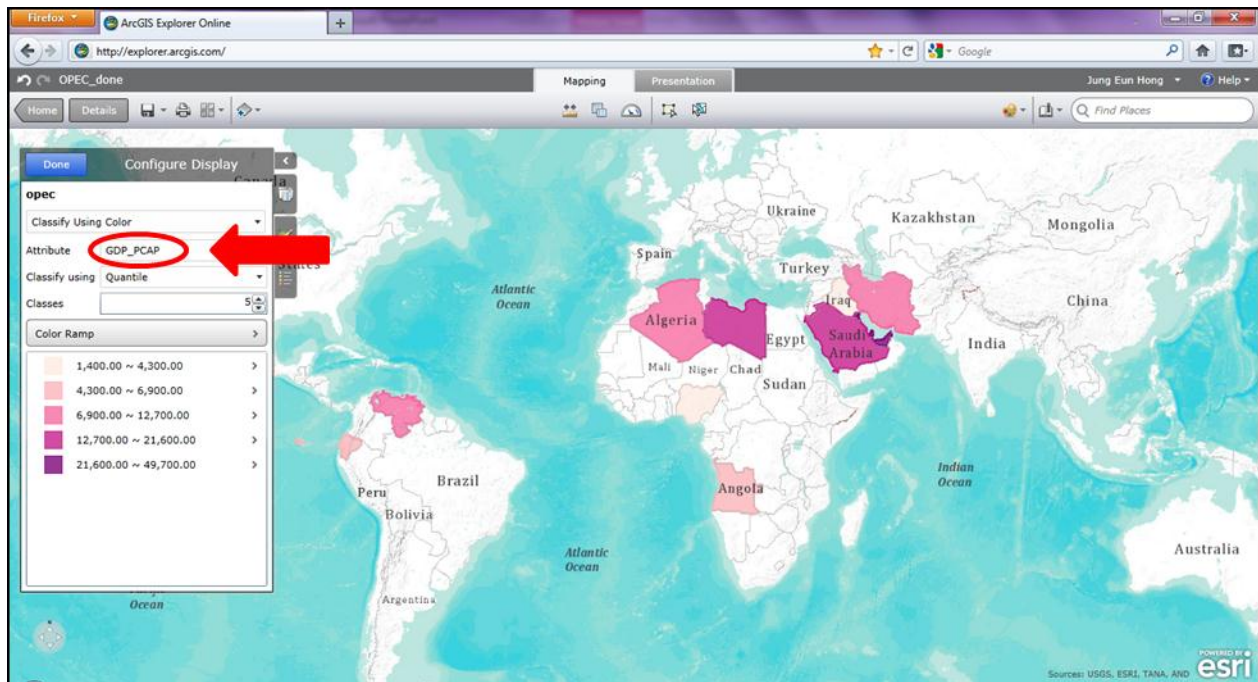 Firefox
ArcGIS Explorer Online
+
http://explorer.arcgis.com/
Google
OPEC_done
Mapping
Presentation
Jung Eun Hong
? Help
Home
Details
Find Places
Done
Configure Display
opec
Classify Using Color
Attribute GDP_PCAP
Classify using Quantile
Classes 5
Color Ramp >
1,400.00 ~ 4,300.00 >
4,300.00 ~ 6,900.00 >
6,900.00 ~ 12,700.00 >
12,700.00 ~ 21,600.00 >
21,600.00 ~ 49,700.00 >
Ukraine
Kazakhstan
Mongolia
Spain
Turkey
Atlantic
Ocean
Iraq
China
Algeria
Egypt
Saudi
Arabia
India
Mali
Niger
Chad
Sudan
Brazil
Peru
Bolivia
Angola
Indian
Ocean
Atlantic
Ocean
Australia
Argentina
Ocean
Sources: USGS, ESRI, TANA, AND
POWERED BY
esri